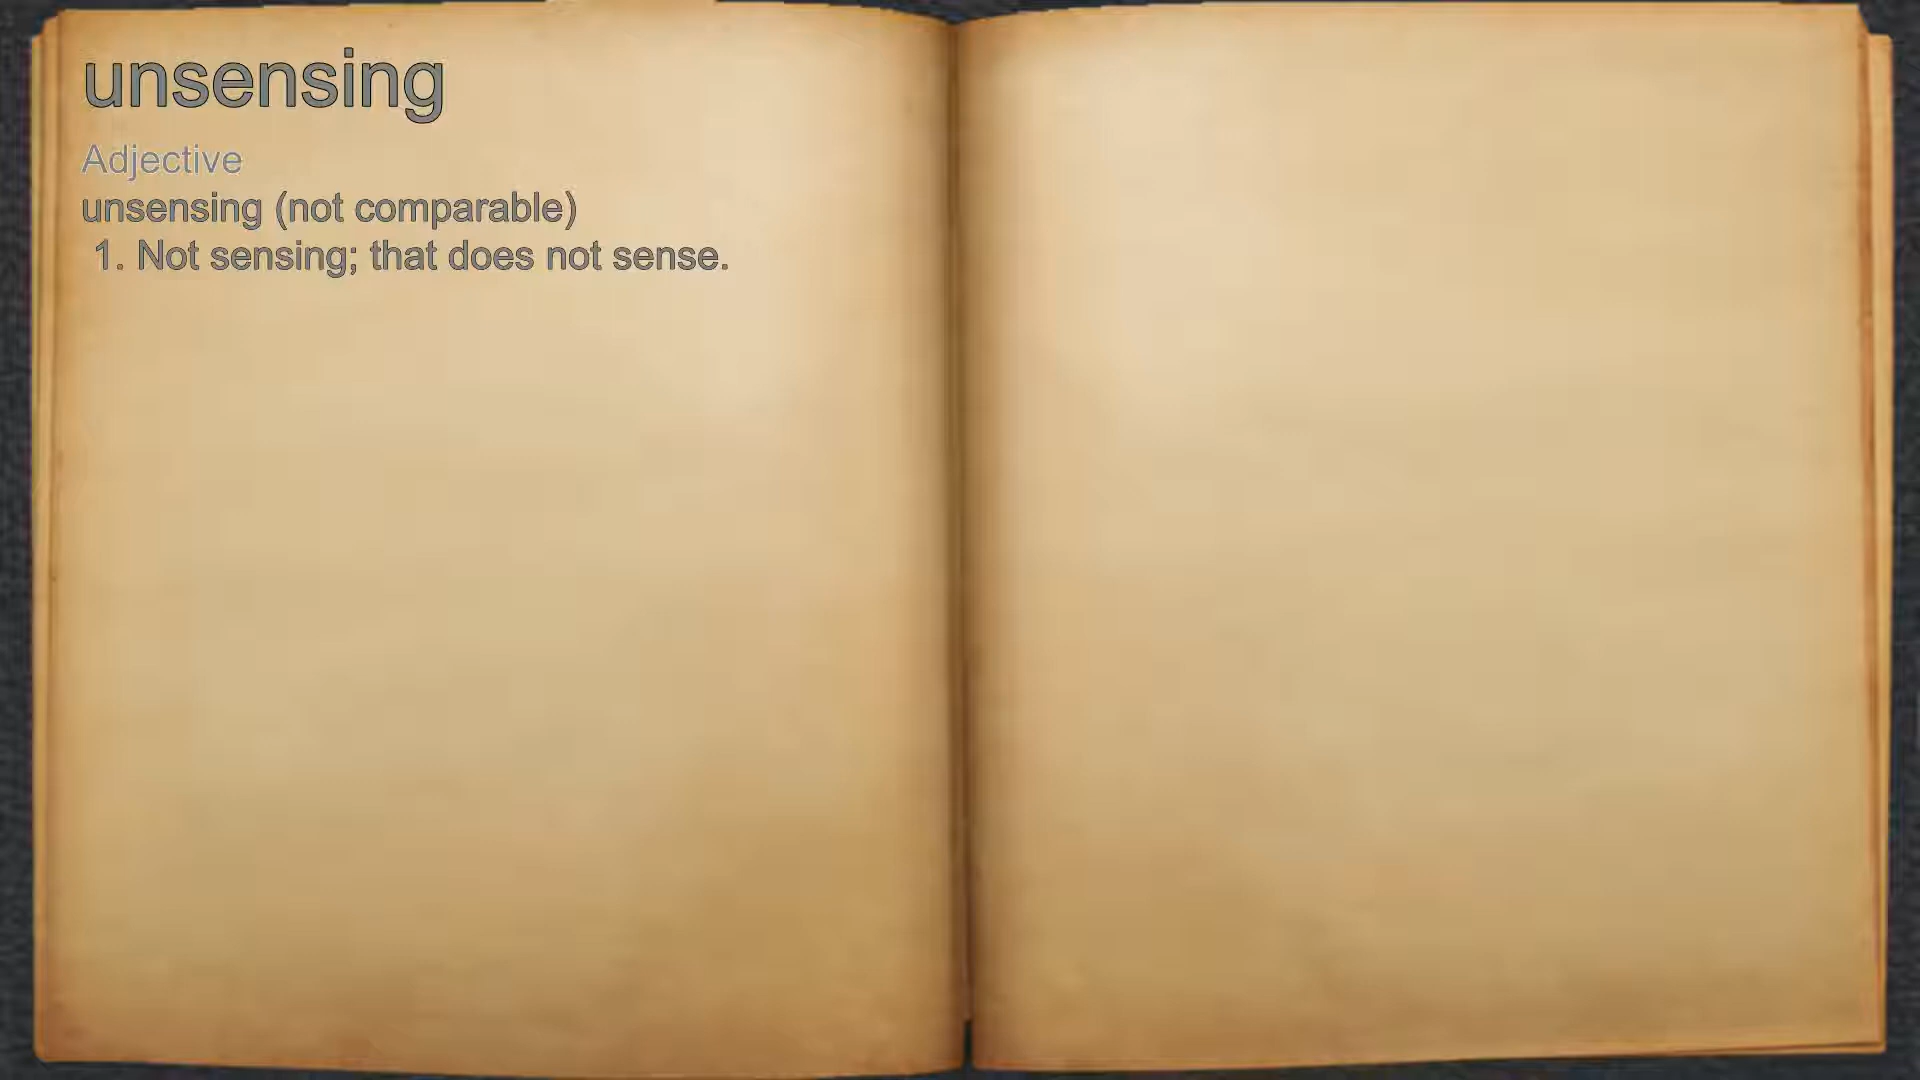 unsensing
Adjective
unsensing (not comparable)
1. Not sensing; that does not sense.